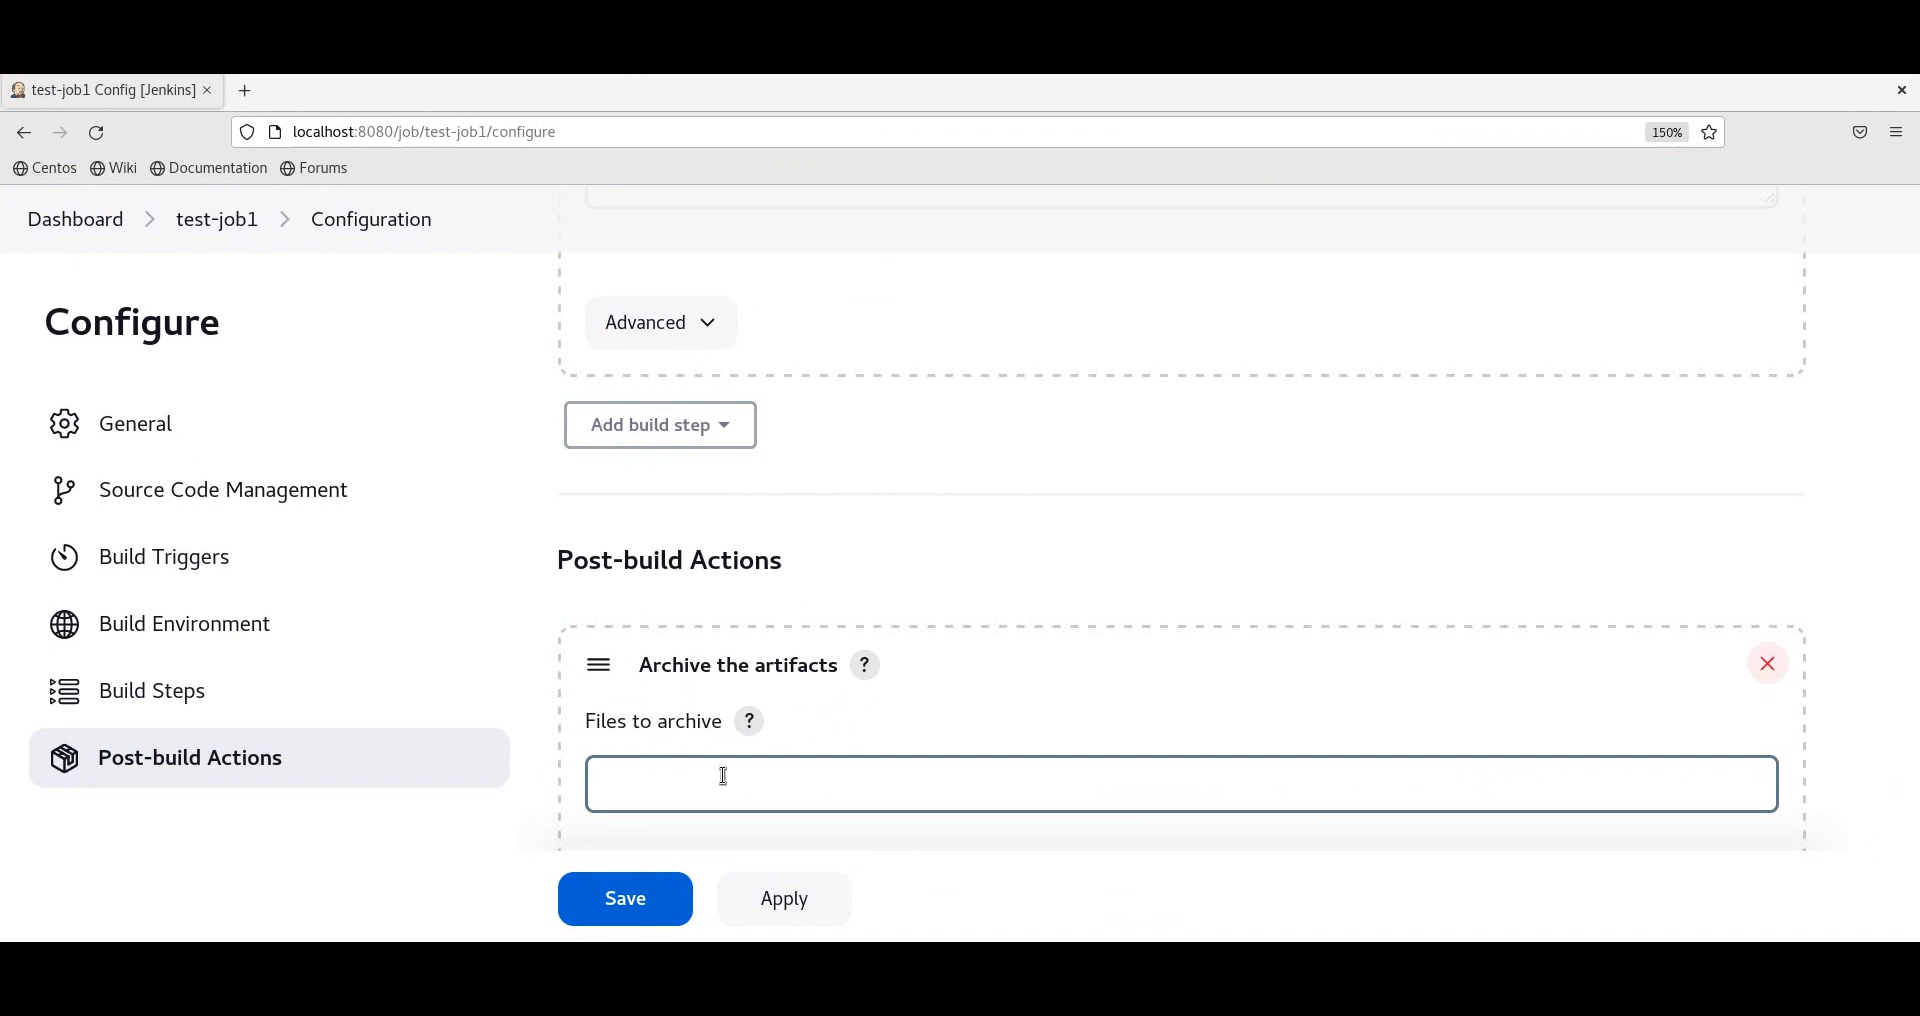 test-job1 Config [Jenkins]
localhost:8080/job/test-job1/configure
150%
Centos
Wiki
Documentation
Forums
Dashboard
test-job1
Configuration
Configure
General
Source Code Management
Build Triggers
Build Environment
Build Steps
Post-build Actions
Advanced
Add build step
Post-build Actions
Archive the artifacts ?
Files to archive ?
Save
Apply